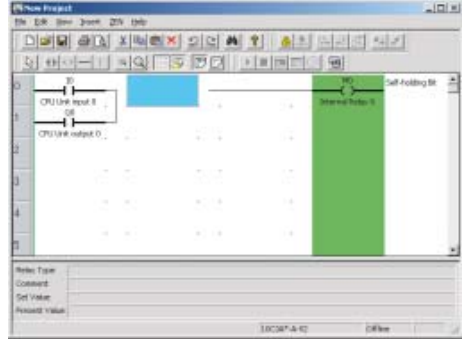 New Project
File Edit View Insert ZEN Help
0 I0 M0 Self-holding Bit
CPU Unit input 0 Internal Relay 0
1 Q0
CPU Unit output 0
2
3
4
5
Relay Type
Comment
Set Value
Present Value
Offline